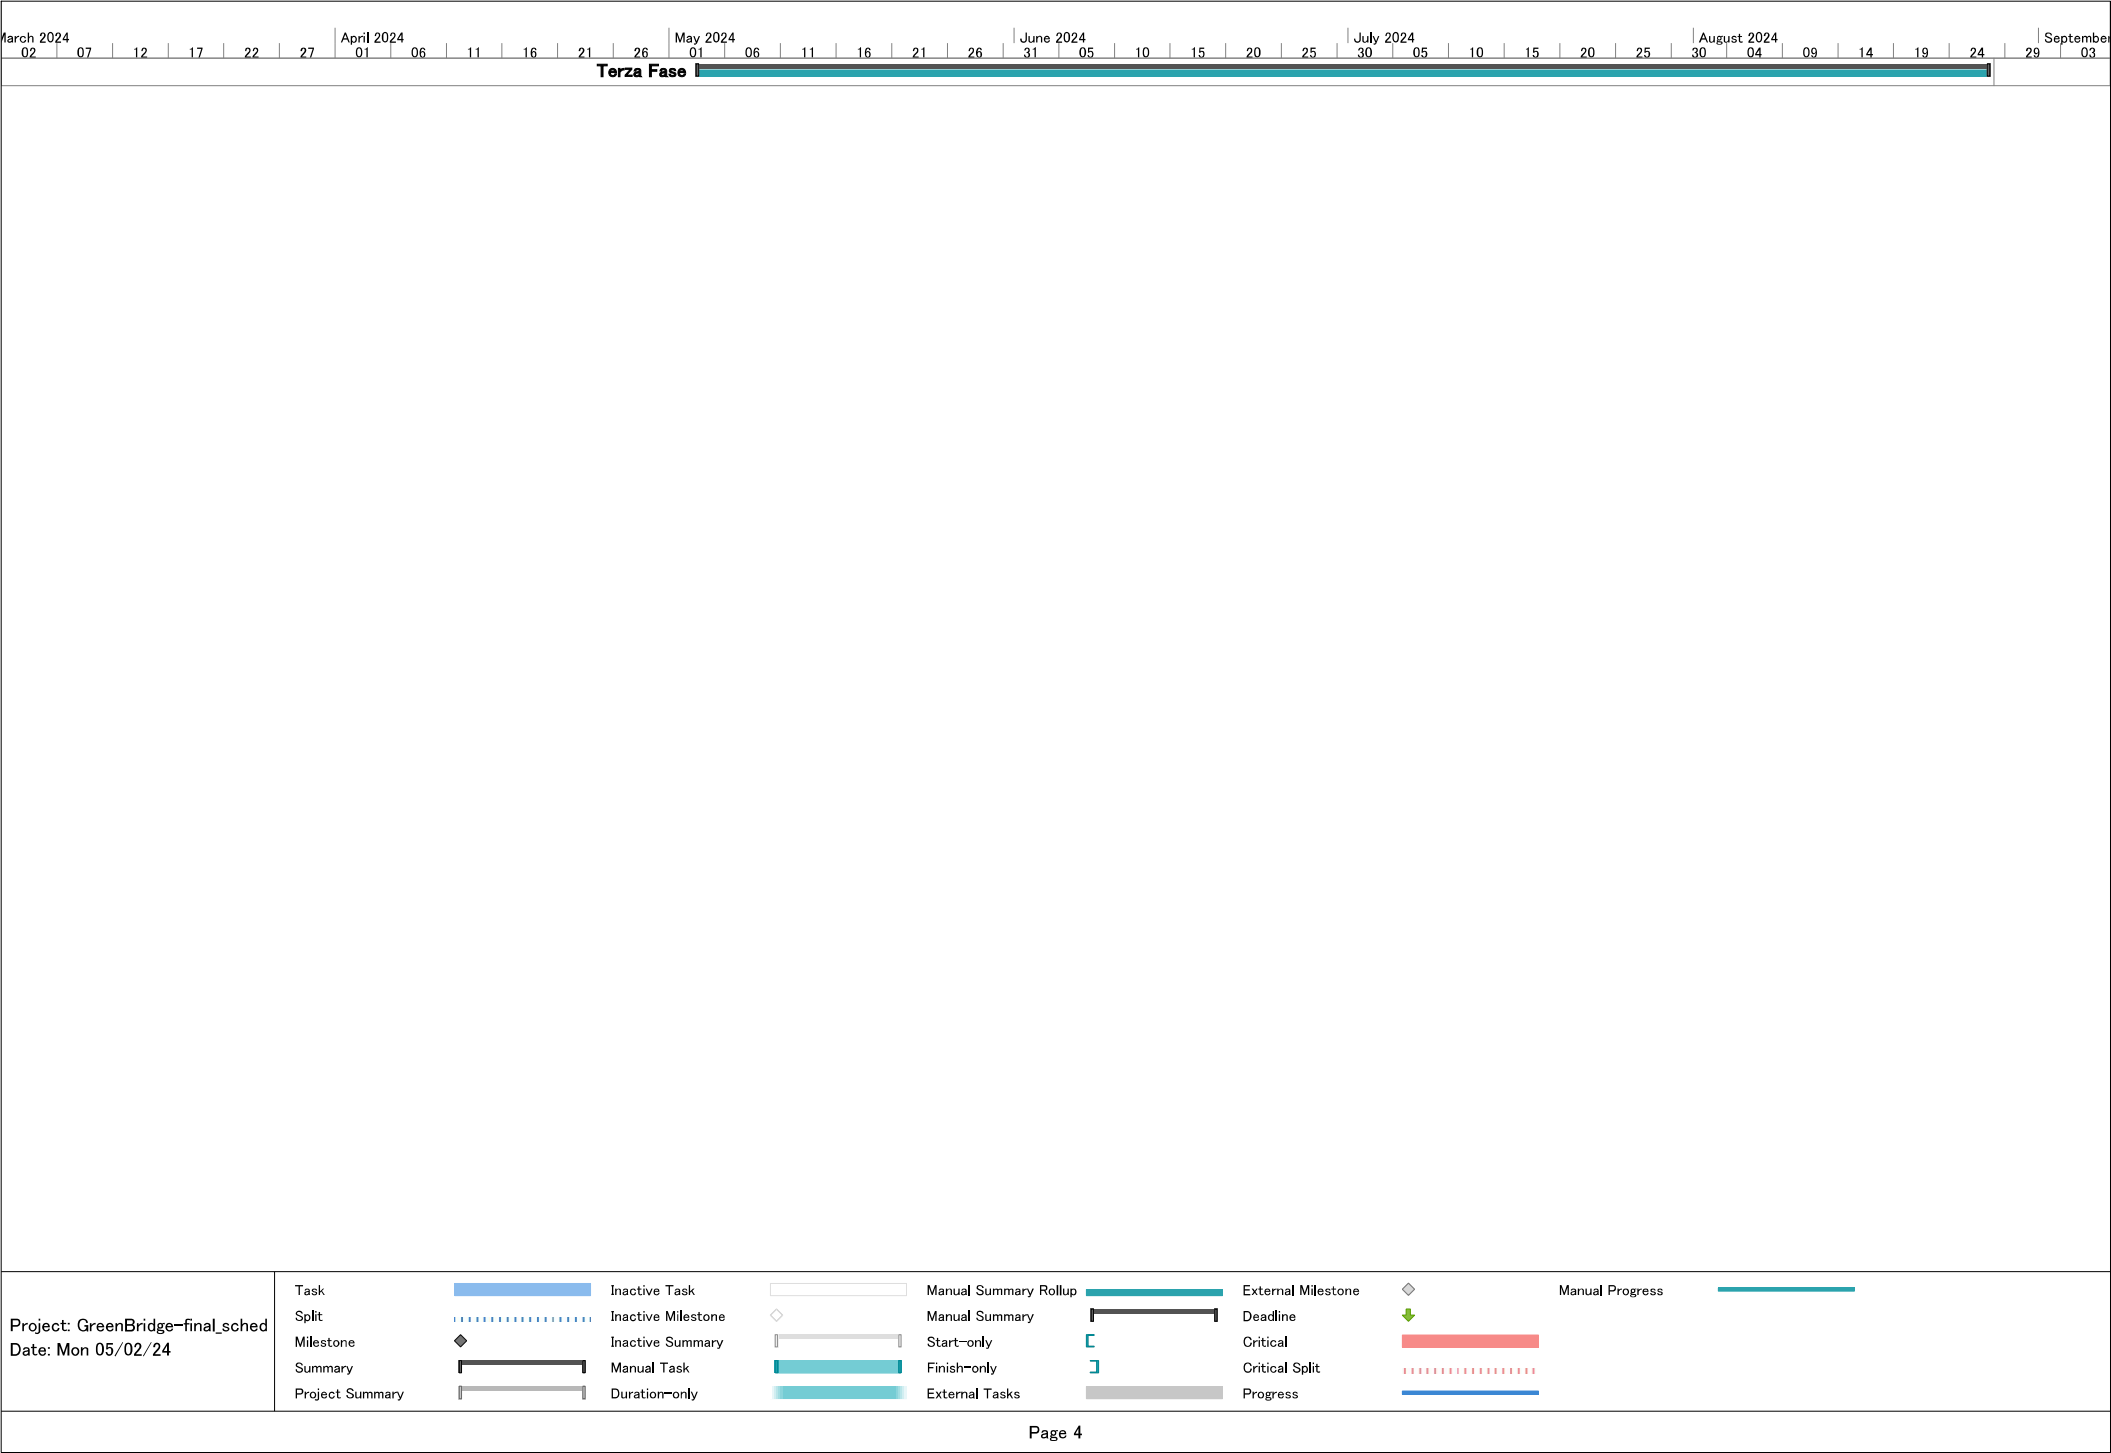 March 2024 April 2024 May 2024 June 2024 July 2024 August 2024 September
02 07 12 17 22 27 01 06 11 16 21 26 01 06 11 16 21 26 31 05 10 15 20 25 30 05 10 15 20 25 30 04 09 14 19 24 29 03
Terza Fase
Task
Split
Milestone
Summary
Project Summary
Inactive Task
Inactive Milestone
Inactive Summary
Manual Task
Duration-only
Manual Summary Rollup
Manual Summary
Start-only
Finish-only
External Tasks
External Milestone
Deadline
Critical
Critical Split
Progress
Manual Progress
Project: GreenBridge-final_sched
Date: Mon 05/02/24
Page 4